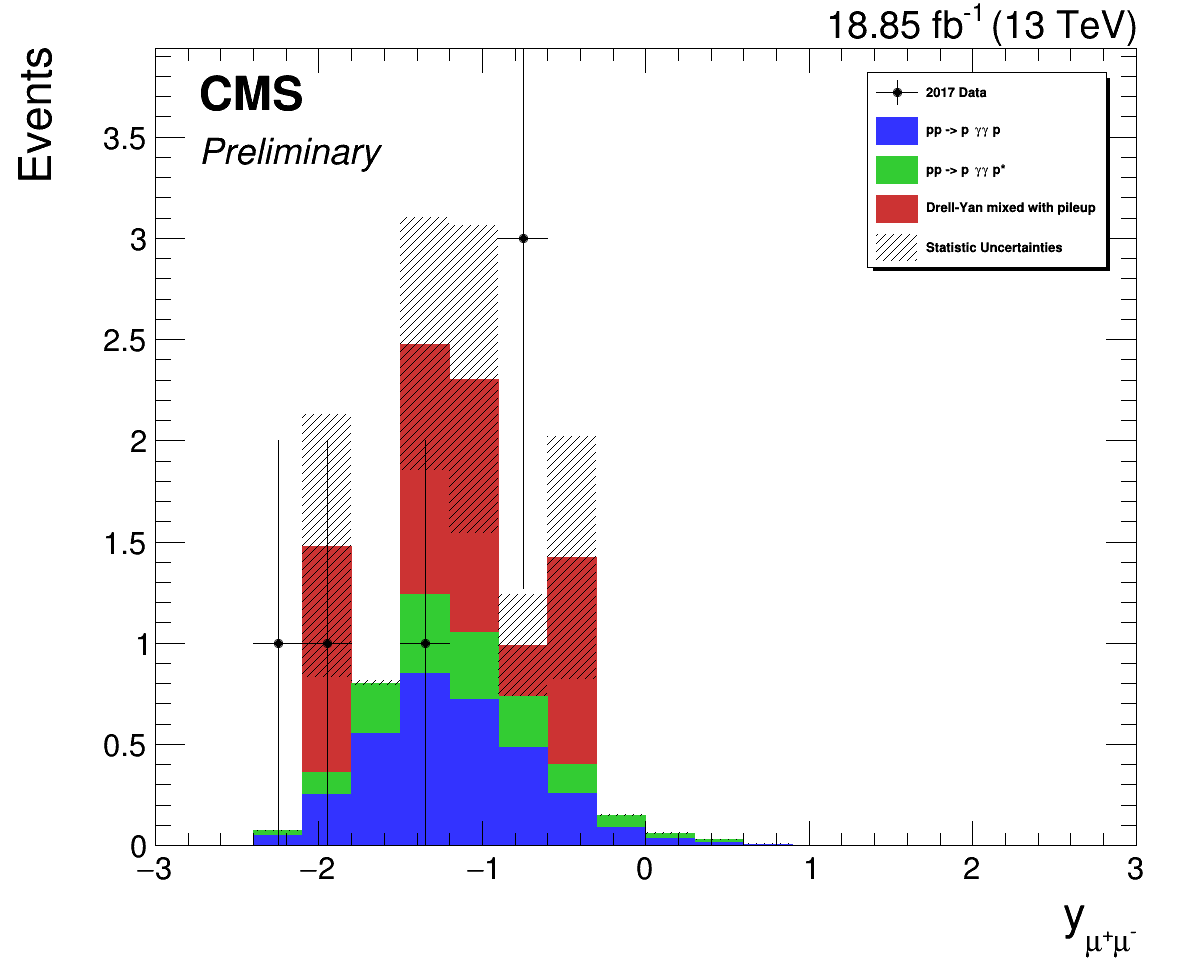 18.85 fb⁻¹ (13 TeV)
Events
CMS
Preliminary
2017 Data
pp -> p γγ p
pp -> p γγ p*
Drell-Yan mixed with pileup
Statistic Uncertainties
3.5
3
2.5
2
1.5
1
0.5
0
−3 −2 −1 0 1 2 3
y μ⁺μ⁻